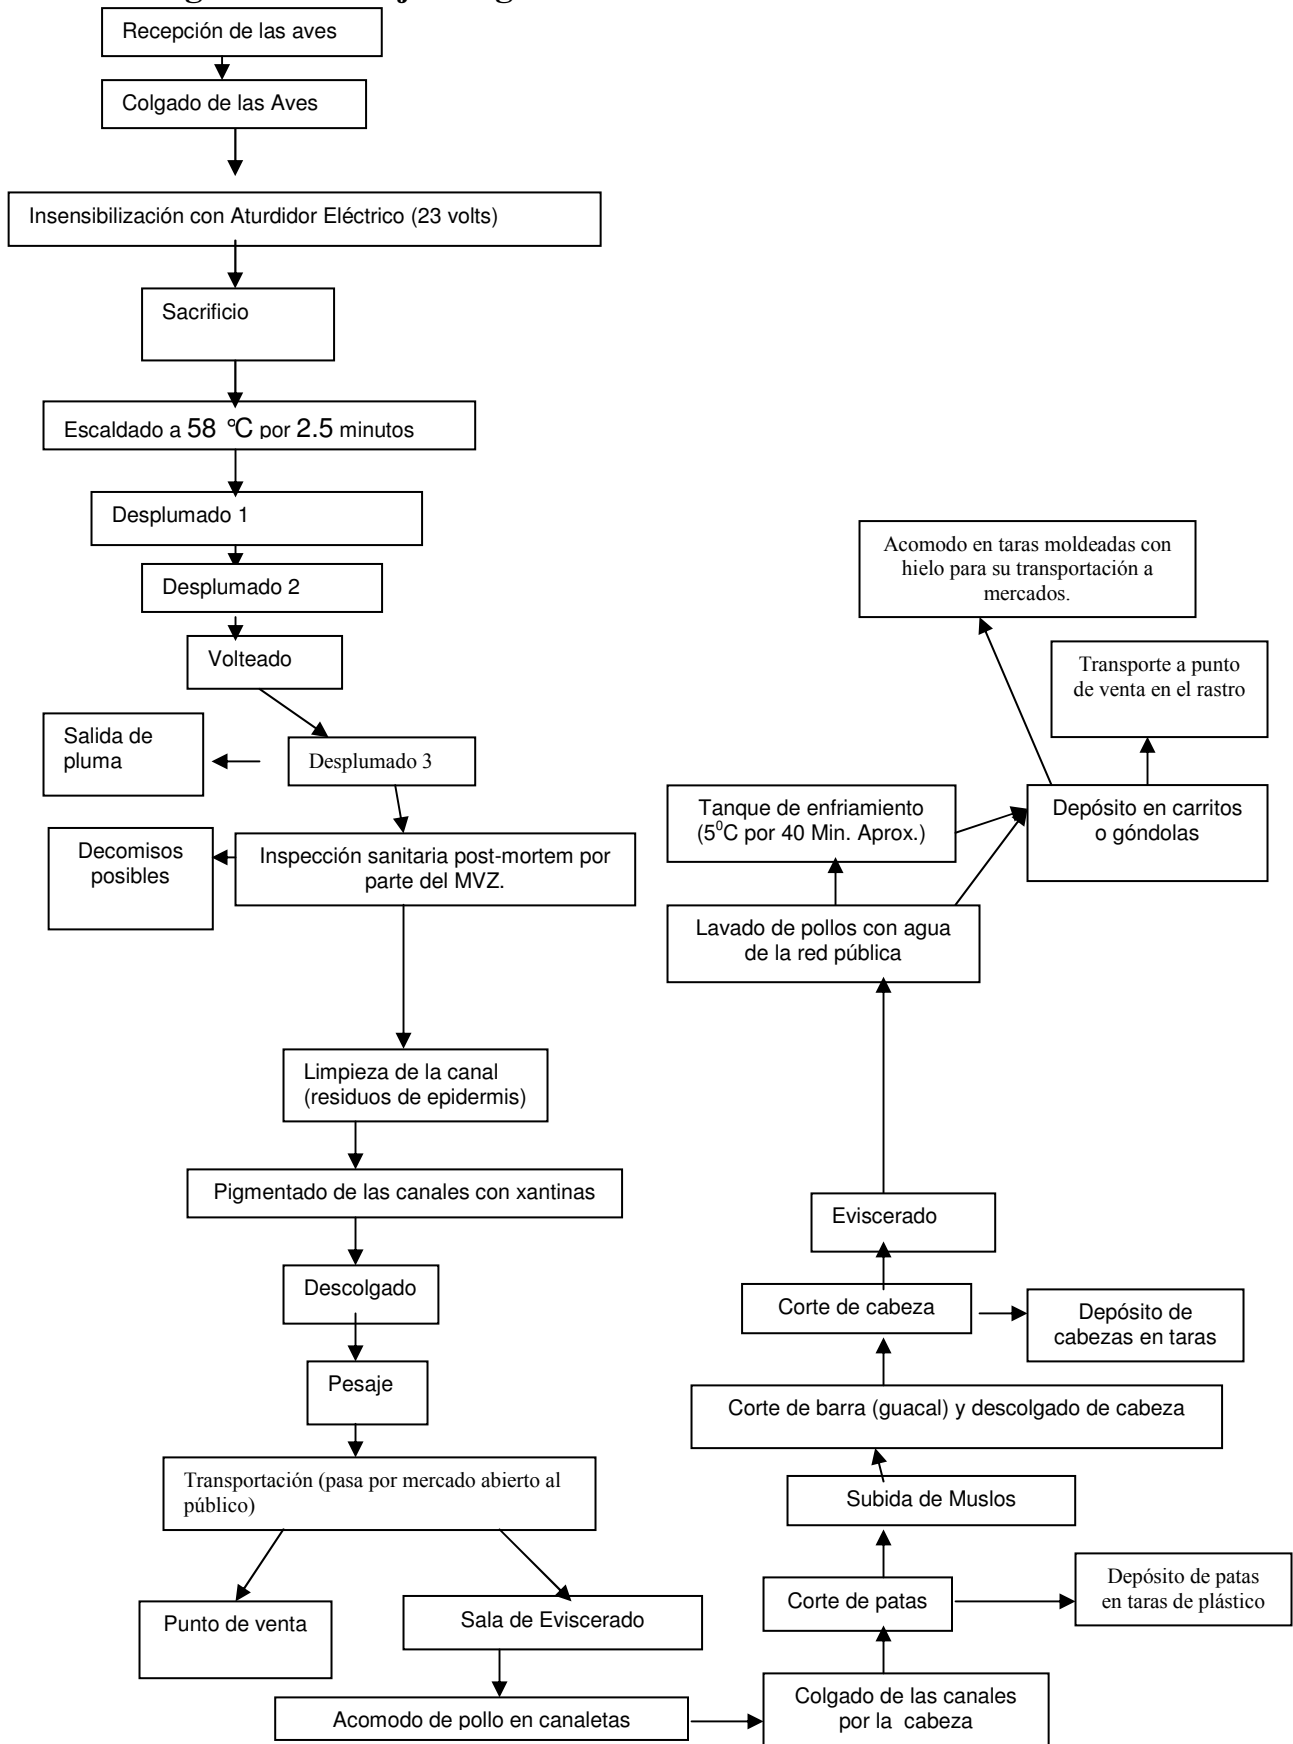 Recepción de las aves
Colgado de las Aves
Insensibilización con Aturdidor Eléctrico (23 volts)
Sacrificio
Escaldado a 58 °C por 2.5 minutos
Desplumado 1
Desplumado 2
Volteado
Salida de
pluma
Desplumado 3
Decomisos
posibles
Inspección sanitaria post-mortem por
parte del MVZ.
Limpieza de la canal
(residuos de epidermis)
Pigmentado de las canales con xantinas
Descolgado
Pesaje
Transportación (pasa por mercado abierto al
público)
Punto de venta
Sala de Eviscerado
Acomodo de pollo en canaletas
Colgado de las canales
por la cabeza
Corte de patas
Depósito de patas
en taras de plástico
Subida de Muslos
Corte de barra (guacal) y descolgado de cabeza
Corte de cabeza
Depósito de
cabezas en taras
Eviscerado
Lavado de pollos con agua
de la red pública
Tanque de enfriamiento
(5⁰C por 40 Min. Aprox.)
Depósito en carritos
o góndolas
Transporte a punto
de venta en el rastro
Acomodo en taras moldeadas con
hielo para su transportación a
mercados.